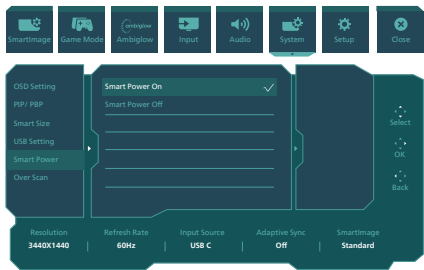 ambiglow
SmartImage
Game Mode
Ambiglow
Input
Audio
System
Setup
Close
OSD Setting
PIP/ PBP
Smart Size
USB Setting
Smart Power
Over Scan
Smart Power On
Smart Power Off
Select
OK
Back
Resolution
Refresh Rate
Input Source
Adaptive Sync
SmartImage
3440X1440
60Hz
USB C
Off
Standard